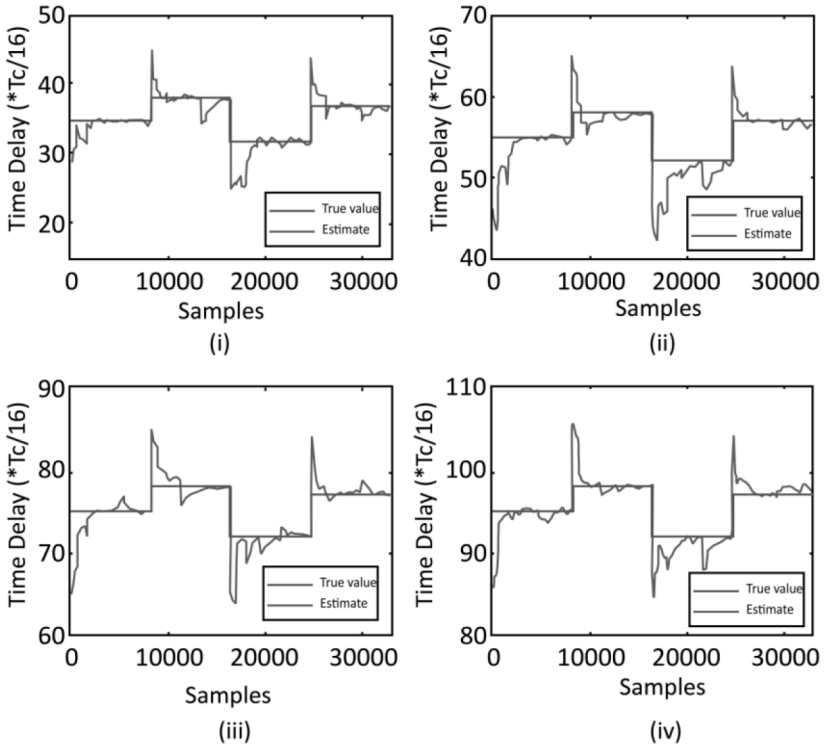 50
40
30
20
Time Delay (*Tc/16)
0 10000 20000 30000
Samples
True value
Estimate
(i)
70
60
50
40
Time Delay (*Tc/16)
0 10000 20000 30000
Samples
True value
Estimate
(ii)
90
80
70
60
Time Delay (*Tc/16)
0 10000 20000 30000
Samples
True value
Estimate
(iii)
110
100
90
80
Time Delay (*Tc/16)
0 10000 20000 30000
Samples
True value
Estimate
(iv)